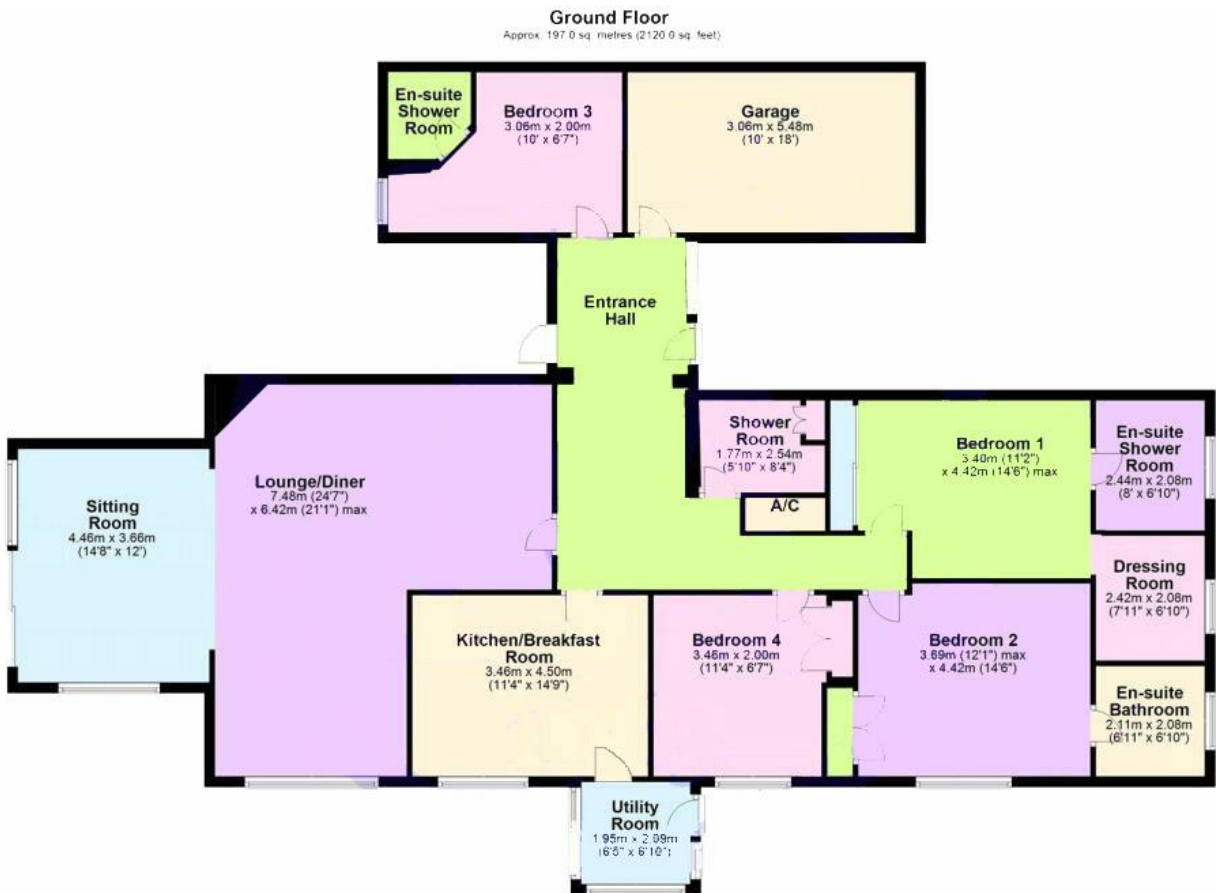 Ground Floor
Approx. 197.0 sq. metres (2120.0 sq. feet)
En-suite
Shower
Room
Bedroom 3
3.06m x 2.00m
(10' x 6'7")
Garage
3.06m x 5.48m
(10' x 18')
Entrance
Hall
Shower
Room
1.77m x 2.54m
(5'10" x 8'4")
A/C
Bedroom 1
3.40m (11'2")
x 4.42m (14'6") max
En-suite
Shower
Room
2.44m x 2.08m
(8' x 6'10")
Lounge/Diner
7.48m (24'7")
x 6.42m (21'1") max
Sitting
Room
4.46m x 3.66m
(14'8" x 12')
Dressing
Room
2.42m x 2.08m
(7'11" x 6'10")
Kitchen/Breakfast
Room
3.46m x 4.50m
(11'4" x 14'9")
Bedroom 4
3.46m x 2.00m
(11'4" x 6'7")
Bedroom 2
3.69m (12'1") max
x 4.42m (14'6")
En-suite
Bathroom
2.11m x 2.08m
(6'11" x 6'10")
Utility
Room
1.95m x 2.09m
(6'5" x 6'10")